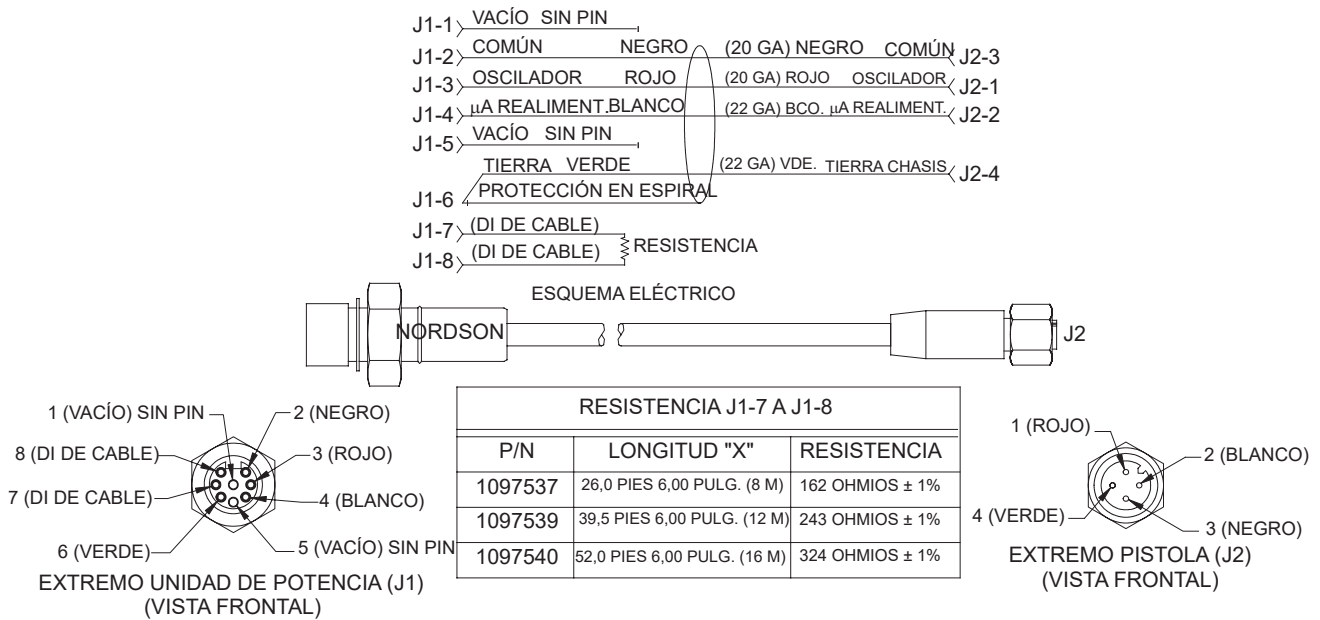 J1-1 VACÍO SIN PIN
J1-2 COMÚN NEGRO (20 GA) NEGRO COMÚN J2-3
J1-3 OSCILADOR ROJO (20 GA) ROJO OSCILADOR J2-1
J1-4 µA REALIMENT. BLANCO (22 GA) BCO. µA REALIMENT. J2-2
J1-5 VACÍO SIN PIN
TIERRA VERDE (22 GA) VDE. TIERRA CHASIS J2-4
J1-6 PROTECCIÓN EN ESPIRAL
J1-7 (DI DE CABLE)
RESISTENCIA
J1-8 (DI DE CABLE)
ESQUEMA ELÉCTRICO
NORDSON
J2
1 (VACÍO) SIN PIN
2 (NEGRO)
8 (DI DE CABLE)
3 (ROJO)
7 (DI DE CABLE)
4 (BLANCO)
6 (VERDE)
5 (VACÍO) SIN PIN
EXTREMO UNIDAD DE POTENCIA (J1)
(VISTA FRONTAL)
RESISTENCIA J1-7 A J1-8
P/N LONGITUD "X" RESISTENCIA
1097537 26,0 PIES 6,00 PULG. (8 M) 162 OHMIOS ± 1%
1097539 39,5 PIES 6,00 PULG. (12 M) 243 OHMIOS ± 1%
1097540 52,0 PIES 6,00 PULG. (16 M) 324 OHMIOS ± 1%
1 (ROJO)
2 (BLANCO)
4 (VERDE)
3 (NEGRO)
EXTREMO PISTOLA (J2)
(VISTA FRONTAL)